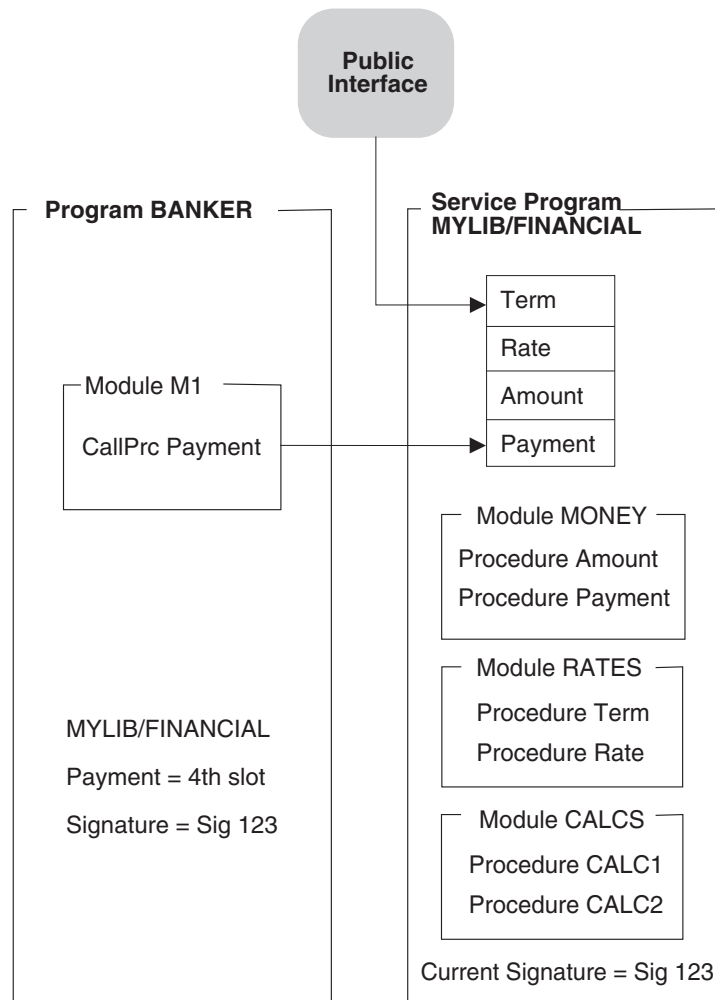 Public
Interface
Program BANKER
Service Program
MYLIB/FINANCIAL
Term
Rate
Amount
Payment
Module M1
CallPrc Payment
Module MONEY
Procedure Amount
Procedure Payment
Module RATES
Procedure Term
Procedure Rate
MYLIB/FINANCIAL
Payment = 4th slot
Signature = Sig 123
Module CALCS
Procedure CALC1
Procedure CALC2
Current Signature = Sig 123